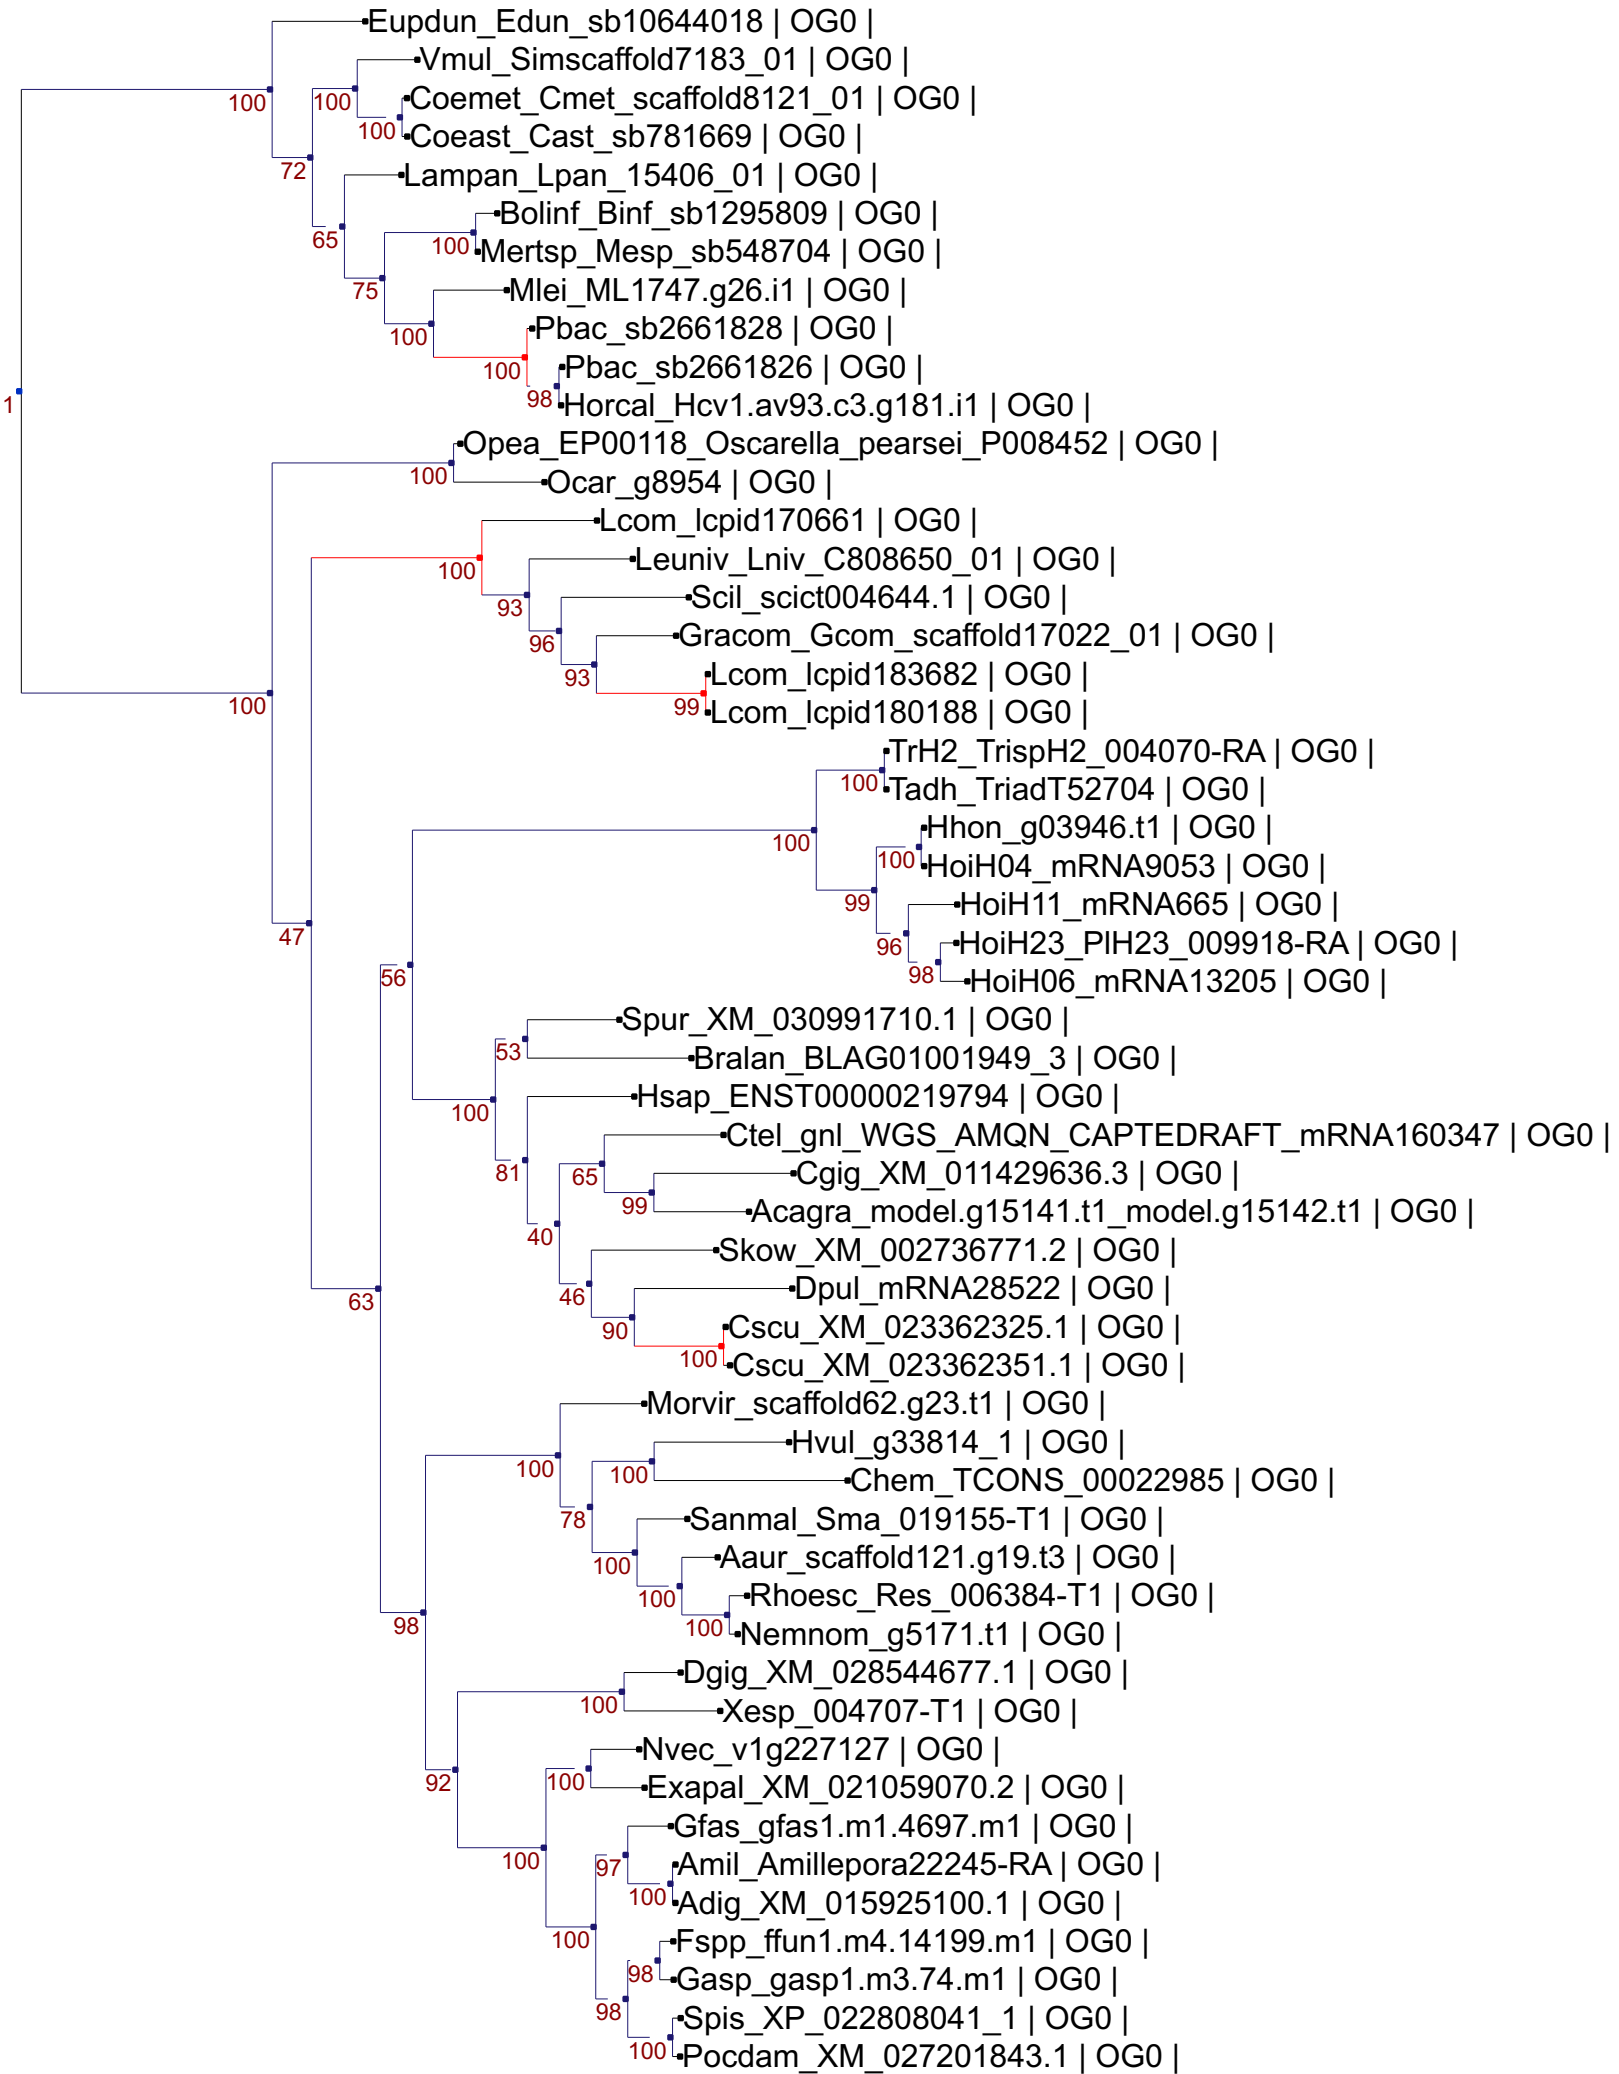 Eupdun_Edun_sb10644018 | OG0 |
Vmul_Simscaffold7183_01 | OG0 |
100
100
Coemet_Cmet_scaffold8121_01 | OG0 |
100
Coeast_Cast_sb781669 | OG0 |
72
Lampan_Lpan_15406_01 | OG0 |
Bolinf_Binf_sb1295809 | OG0 |
65
100
Mertsp_Mesp_sb548704 | OG0 |
75
Mlei_ML1747.g26.i1 | OG0 |
100
Pbac_sb2661828 | OG0 |
100
Pbac_sb2661826 | OG0 |
98
1
Horcal_Hcv1.av93.c3.g181.i1 | OG0 |
Opea_EP00118_Oscarella_pearsei_P008452 | OG0 |
100
Ocar_g8954 | OG0 |
Lcom_lcpid170661 | OG0 |
100
Leuniv_Lniv_C808650_01 | OG0 |
93
Scil_scict004644.1 | OG0 |
96
Gracom_Gcom_scaffold17022_01 | OG0 |
93
Lcom_lcpid183682 | OG0 |
100
99
Lcom_lcpid180188 | OG0 |
TrH2_TrispH2_004070-RA | OG0 |
100
Tadh_TriadT52704 | OG0 |
Hhon_g03946.t1 | OG0 |
100
100
HoiH04_mRNA9053 | OG0 |
99
HoiH11_mRNA665 | OG0 |
47
96
HoiH23_PlH23_009918-RA | OG0 |
56
98
HoiH06_mRNA13205 | OG0 |
Spur_XM_030991710.1 | OG0 |
53
Bralan_BLAG01001949_3 | OG0 |
100
Hsap_ENST00000219794 | OG0 |
Ctel_gnl_WGS_AMQN_CAPTEDRAFT_mRNA160347 | OG0 |
81
65
Cgig_XM_011429636.3 | OG0 |
99
Acagra_model.g15141.t1_model.g15142.t1 | OG0 |
40
Skow_XM_002736771.2 | OG0 |
63
46
Dpul_mRNA28522 | OG0 |
90
Cscu_XM_023362325.1 | OG0 |
100
Cscu_XM_023362351.1 | OG0 |
Morvir_scaffold62.g23.t1 | OG0 |
Hvul_g33814_1 | OG0 |
100
100
Chem_TCONS_00022985 | OG0 |
78
Sanmal_Sma_019155-T1 | OG0 |
100
Aaur_scaffold121.g19.t3 | OG0 |
100
Rhoesc_Res_006384-T1 | OG0 |
98
100
Nemnom_g5171.t1 | OG0 |
Dgig_XM_028544677.1 | OG0 |
100
Xesp_004707-T1 | OG0 |
Nvec_v1g227127 | OG0 |
92
100
Exapal_XM_021059070.2 | OG0 |
Gfas_gfas1.m1.4697.m1 | OG0 |
100
97
Amil_Amillepora22245-RA | OG0 |
100
Adig_XM_015925100.1 | OG0 |
100
Fspp_ffun1.m4.14199.m1 | OG0 |
98
Gasp_gasp1.m3.74.m1 | OG0 |
98
Spis_XP_022808041_1 | OG0 |
100
Pocdam_XM_027201843.1 | OG0 |